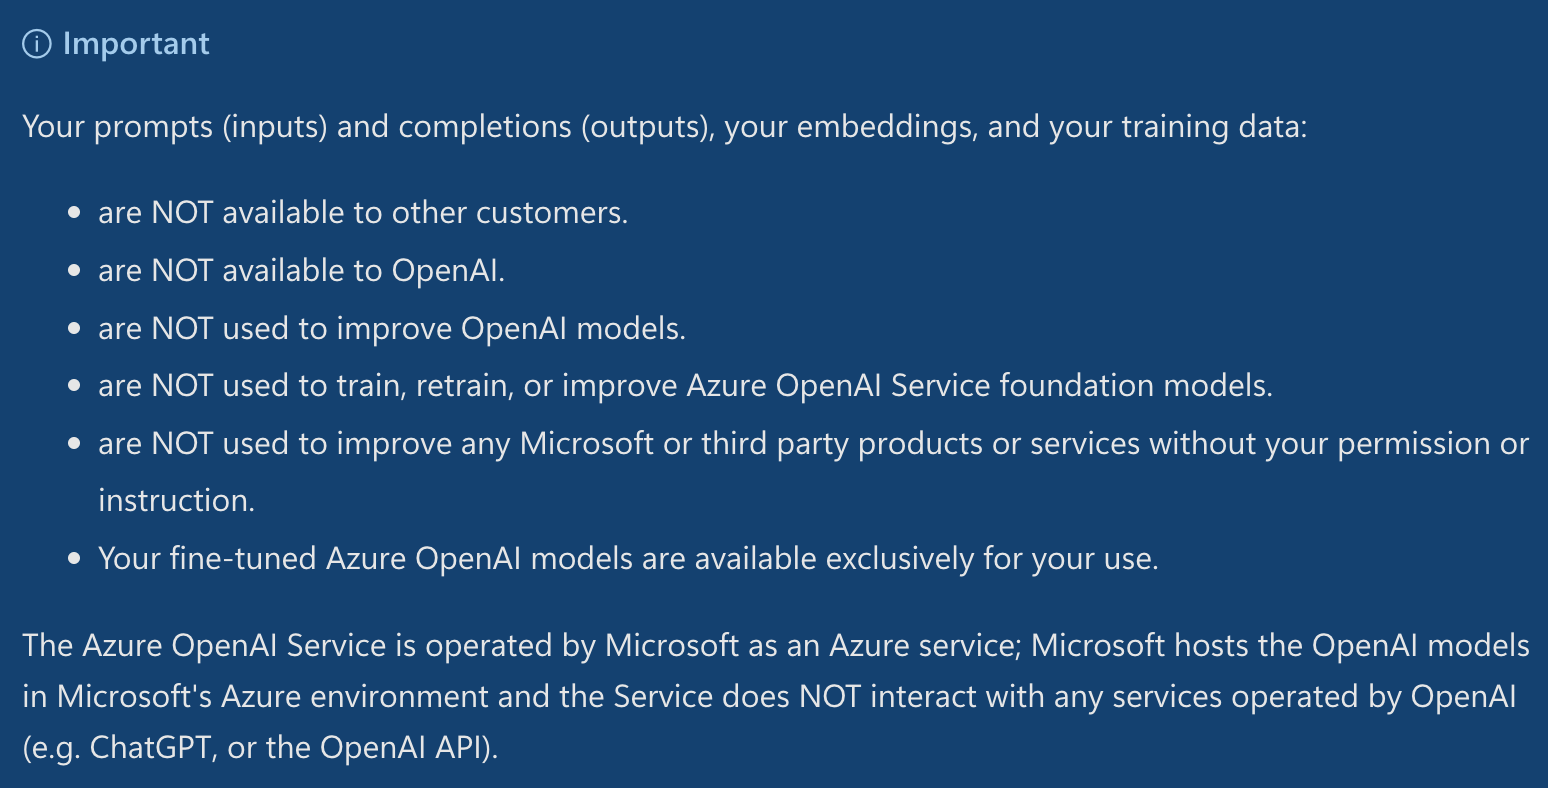 Important
Your prompts (inputs) and completions (outputs), your embeddings, and your training data:
• are NOT available to other customers.
• are NOT available to OpenAI.
• are NOT used to improve OpenAI models.
• are NOT used to train, retrain, or improve Azure OpenAI Service foundation models.
• are NOT used to improve any Microsoft or third party products or services without your permission or
instruction.
• Your fine-tuned Azure OpenAI models are available exclusively for your use.
The Azure OpenAI Service is operated by Microsoft as an Azure service; Microsoft hosts the OpenAI models
in Microsoft's Azure environment and the Service does NOT interact with any services operated by OpenAI
(e.g. ChatGPT, or the OpenAI API).